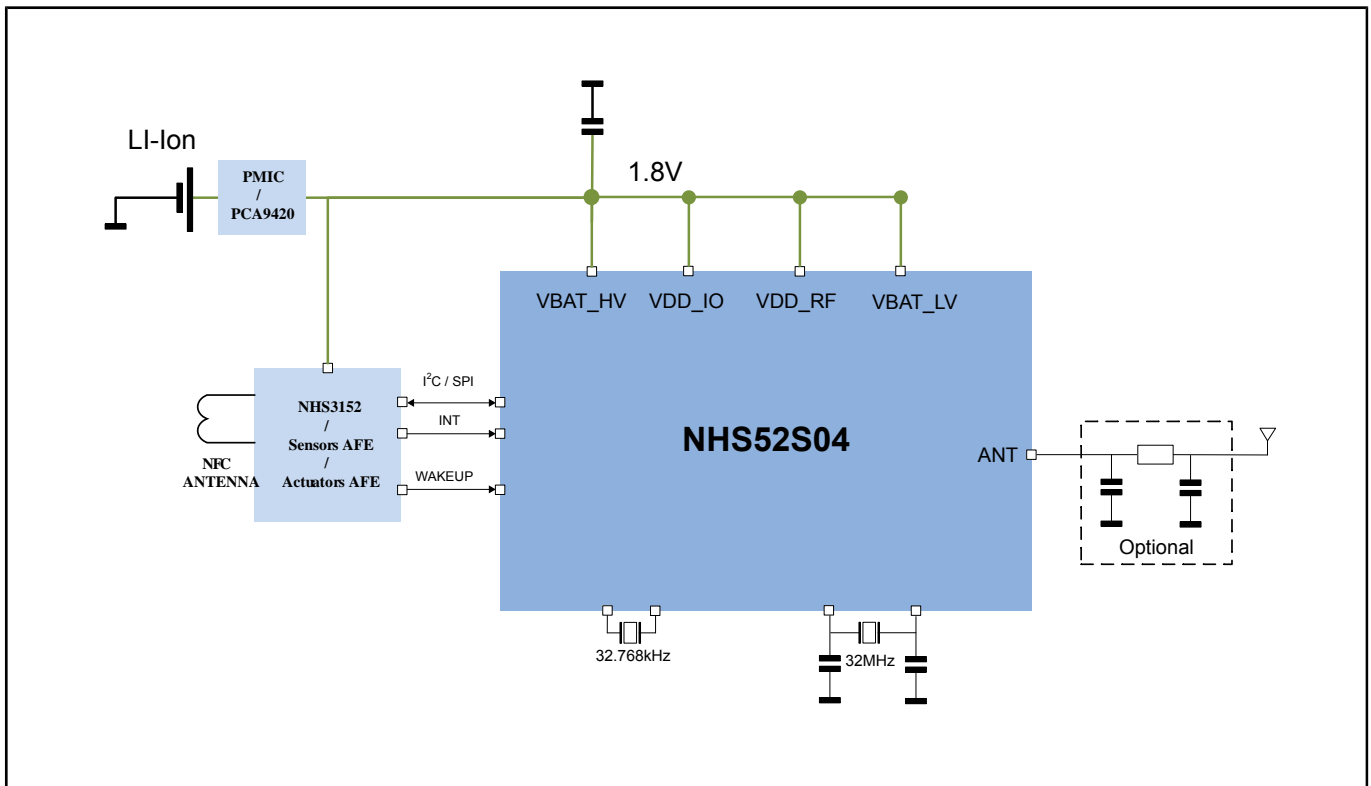 LI-Ion
PMIC
/
PCA9420
1.8V
VBAT_HV
VDD_IO
VDD_RF
VBAT_LV
NHS3152
/
Sensors AFE
/
Actuators AFE
NFC
ANTENNA
I²C / SPI
INT
WAKEUP
NHS52S04
ANT
Optional
32.768kHz
32MHz